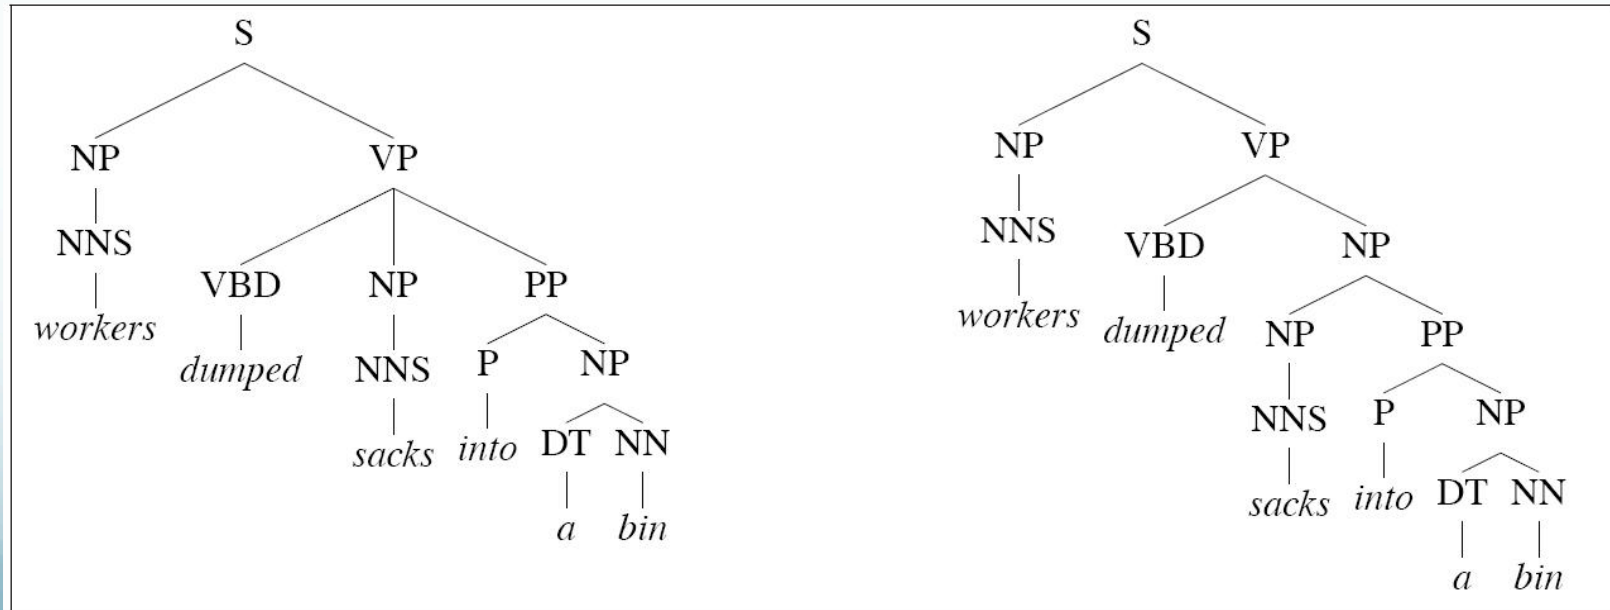 S
NP VP
NNS VBD NP PP
workers dumped NNS P NP
sacks into DT NN
a bin
S
NP VP
NNS VBD NP
workers dumped NP PP
NNS P NP
sacks into DT NN
a bin